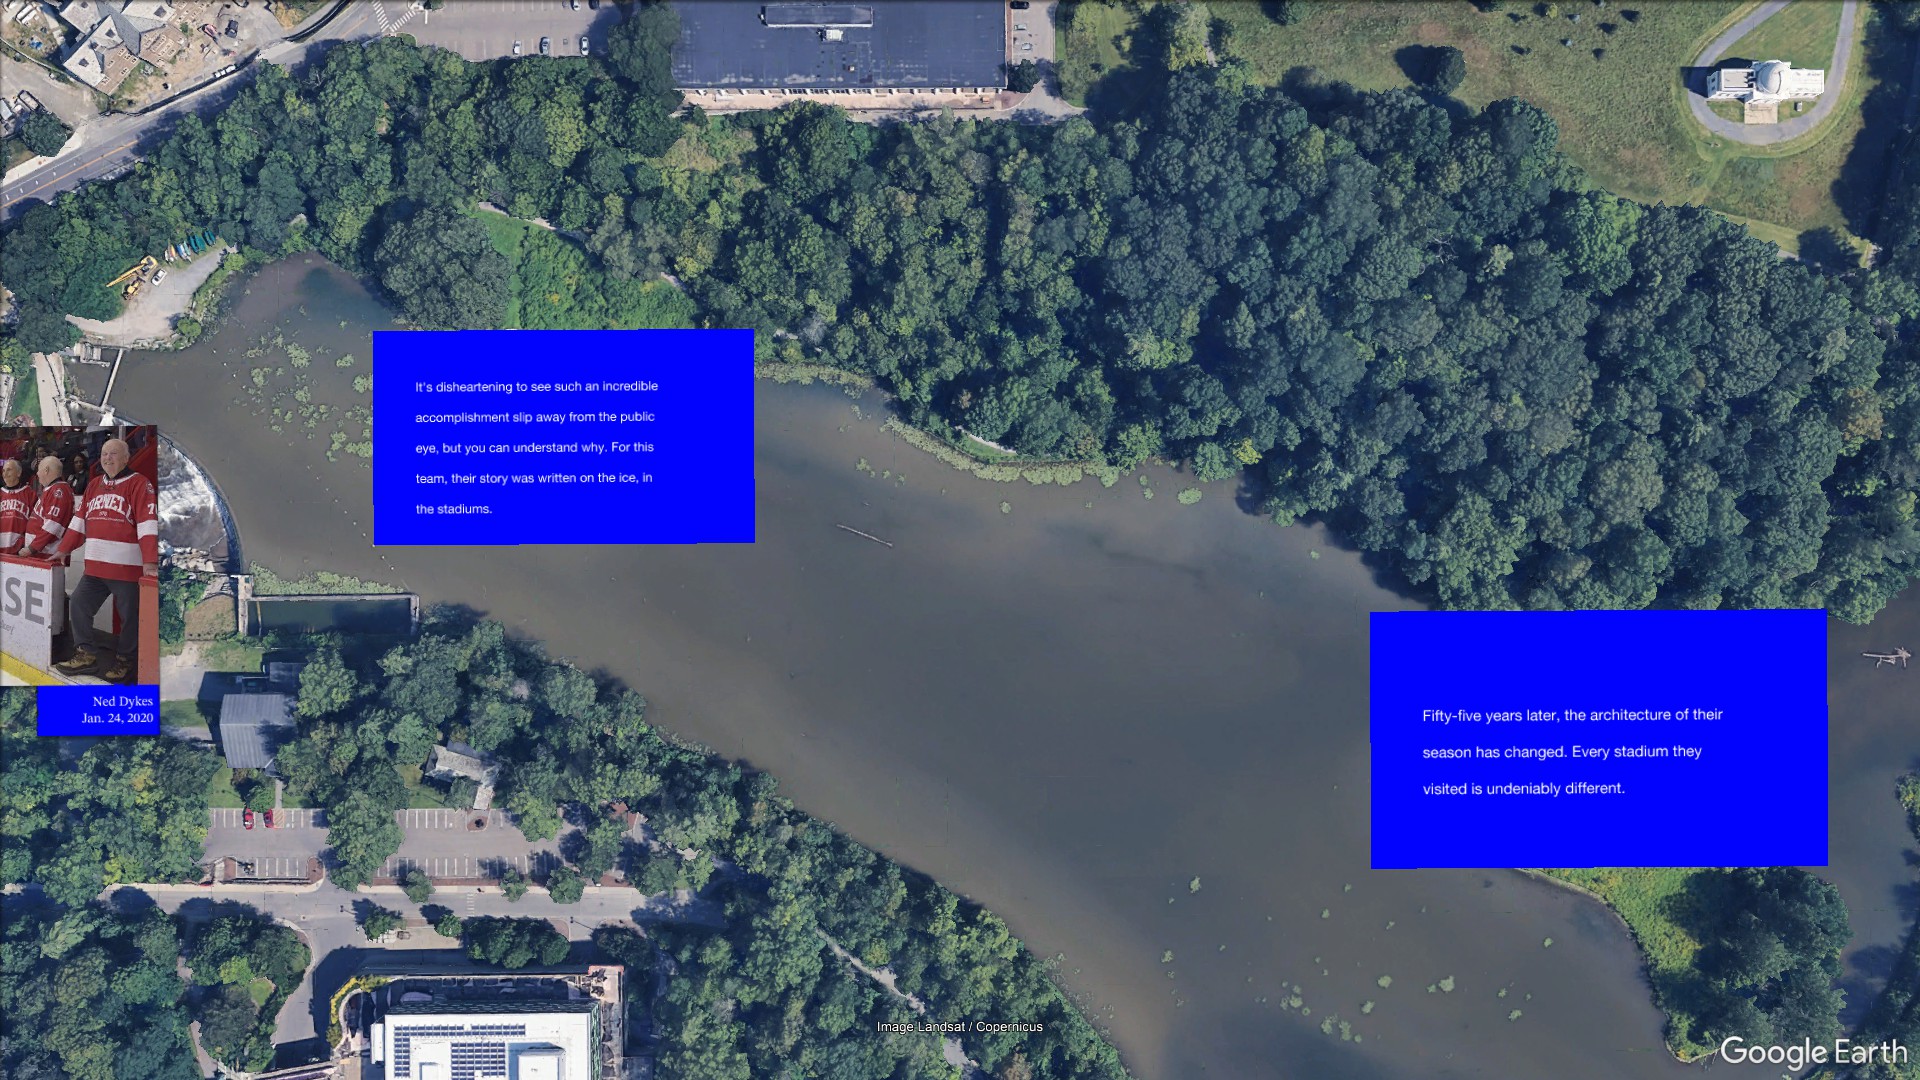 It's disheartening to see such an incredible
accomplishment slip away from the public
eye, but you can understand why. For this
team, their story was written on the ice, in
the stadiums.
CORNELL
10
Ned Dykes
Jan. 24, 2020
Fifty-five years later, the architecture of their
season has changed. Every stadium they
visited is undeniably different.
Image Landsat / Copernicus
Google Earth